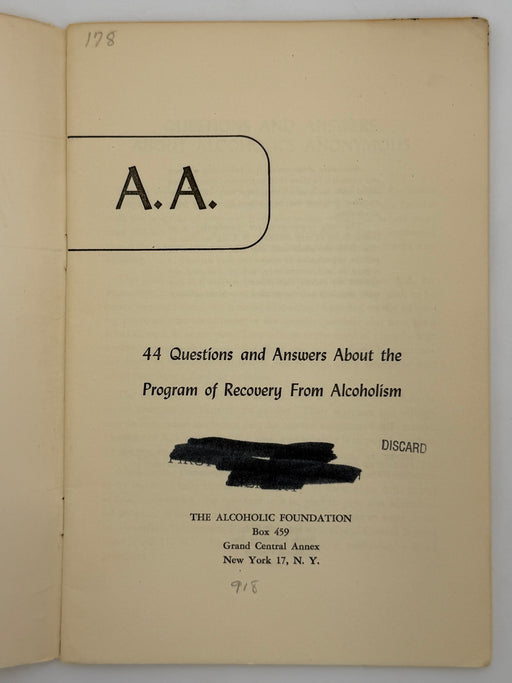 178
A.A.
44 Questions and Answers About the
Program of Recovery From Alcoholism
DISCARD
THE ALCOHOLIC FOUNDATION
Box 459
Grand Central Annex
New York 17, N. Y.
918